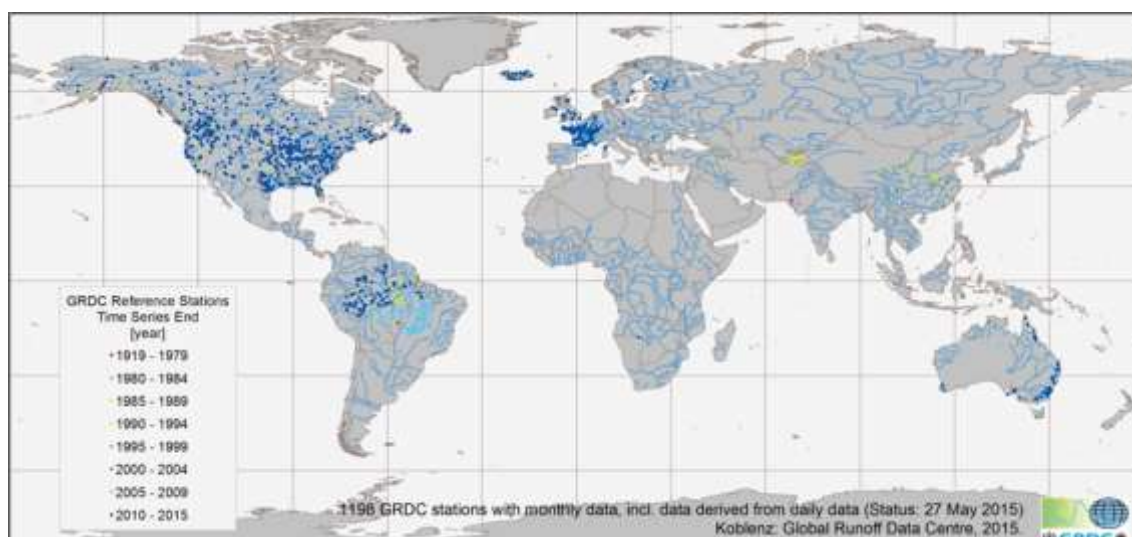 GRDC Reference Stations
Time Series End
[year]
1919 - 1979
1980 - 1984
1985 - 1989
1990 - 1994
1995 - 1999
2000 - 2004
2005 - 2009
2010 - 2015
1198 GRDC stations with monthly data, incl. data derived from daily data (Status: 27 May 2015)
Koblenz: Global Runoff Data Centre, 2015.
GRDC